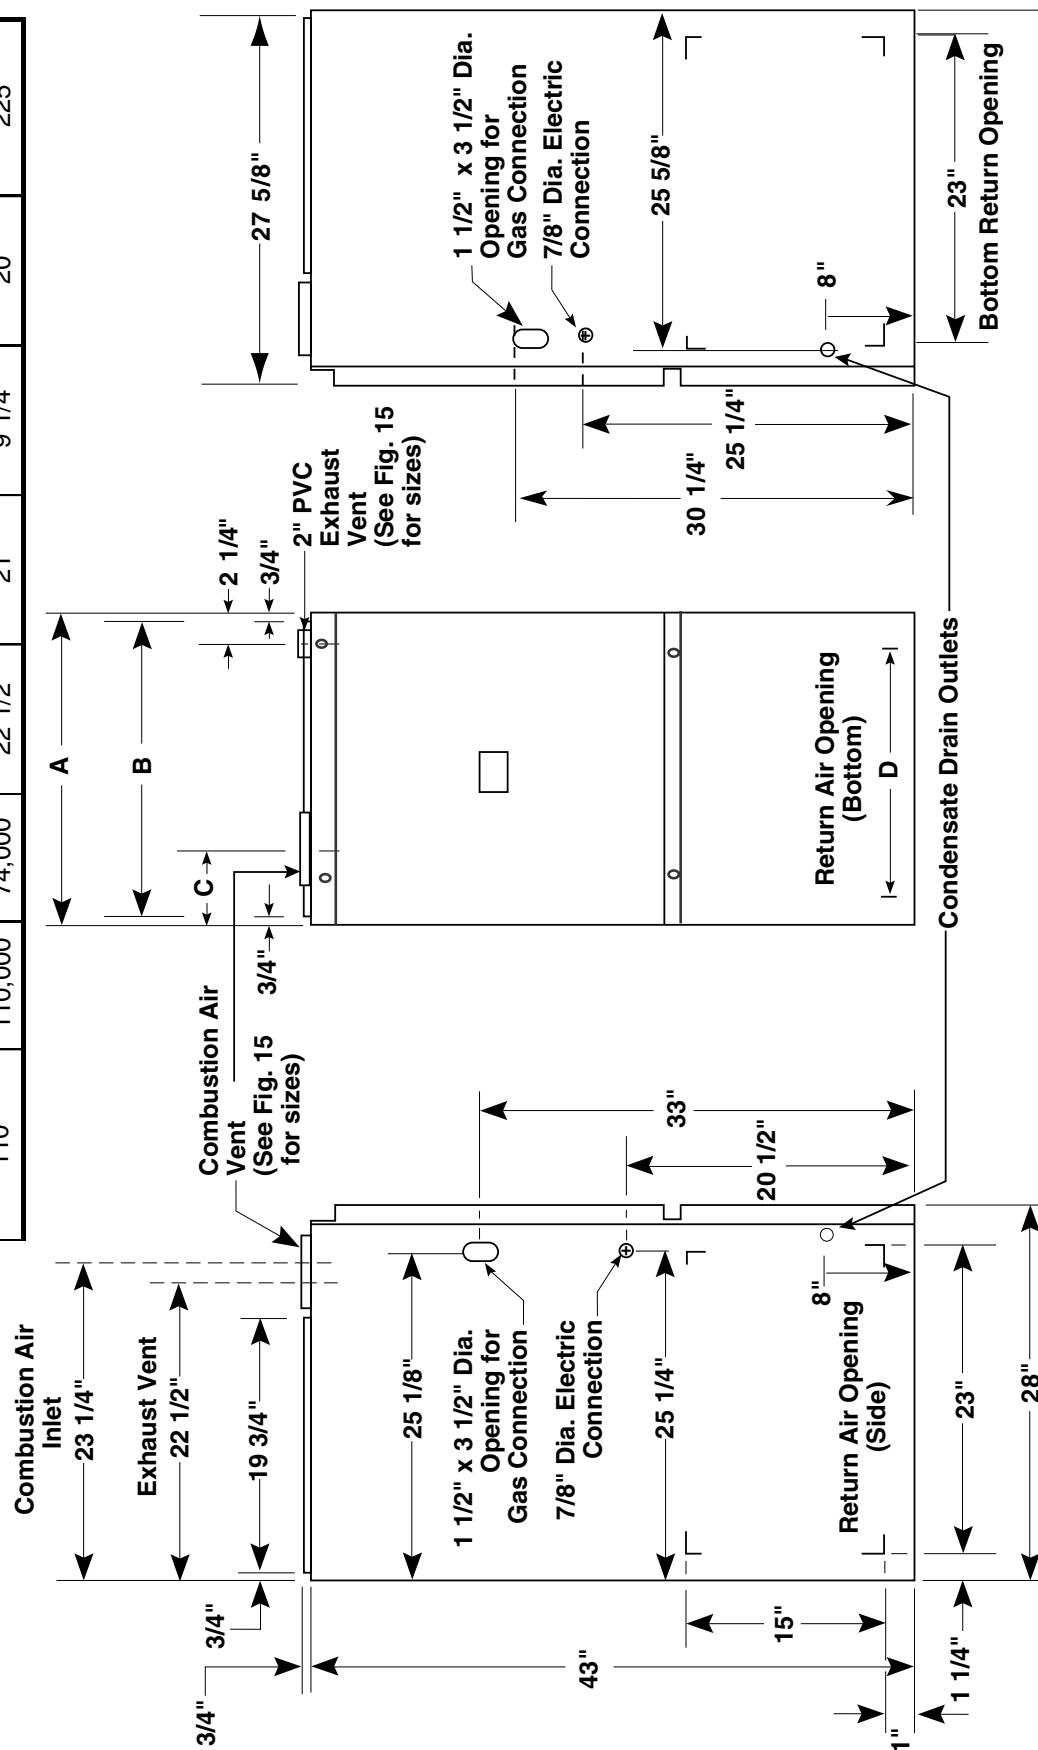 110
110,000
74,000
22 1/2
21
9 1/4
20
225
Combustion Air
Inlet
23 1/4"
Exhaust Vent
22 1/2"
19 3/4"
3/4"
3/4"
43"
25 1/8"
1 1/2" x 3 1/2" Dia.
Opening for
Gas Connection
7/8" Dia. Electric
Connection
25 1/4"
33"
20 1/2"
8"
Return Air Opening
(Side)
15"
23"
28"
1 1/4"
1"
Combustion Air
Vent
(See Fig. 15
for sizes)
A
B
C
3/4"
2 1/4"
3/4"
2" PVC
Exhaust
Vent
(See Fig. 15
for sizes)
Return Air Opening
(Bottom)
D
Condensate Drain Outlets
27 5/8"
1 1/2" x 3 1/2" Dia.
Opening for
Gas Connection
7/8" Dia. Electric
Connection
25 5/8"
30 1/4"
25 1/4"
8"
23"
Bottom Return Opening